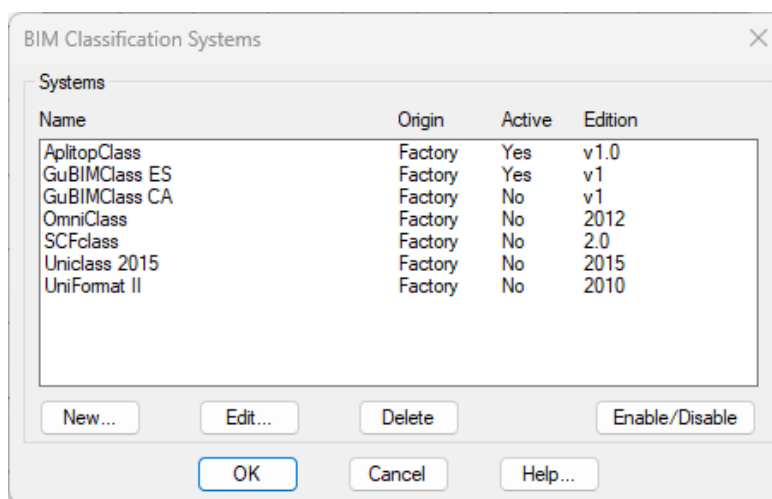 BIM Classification Systems
Systems
Name Origin Active Edition
AplitopClass Factory Yes v1.0
GuBIMClass ES Factory Yes v1
GuBIMClass CA Factory No v1
OmniClass Factory No 2012
SCFclass Factory No 2.0
Uniclass 2015 Factory No 2015
UniFormat II Factory No 2010
New... Edit... Delete Enable/Disable
OK Cancel Help...